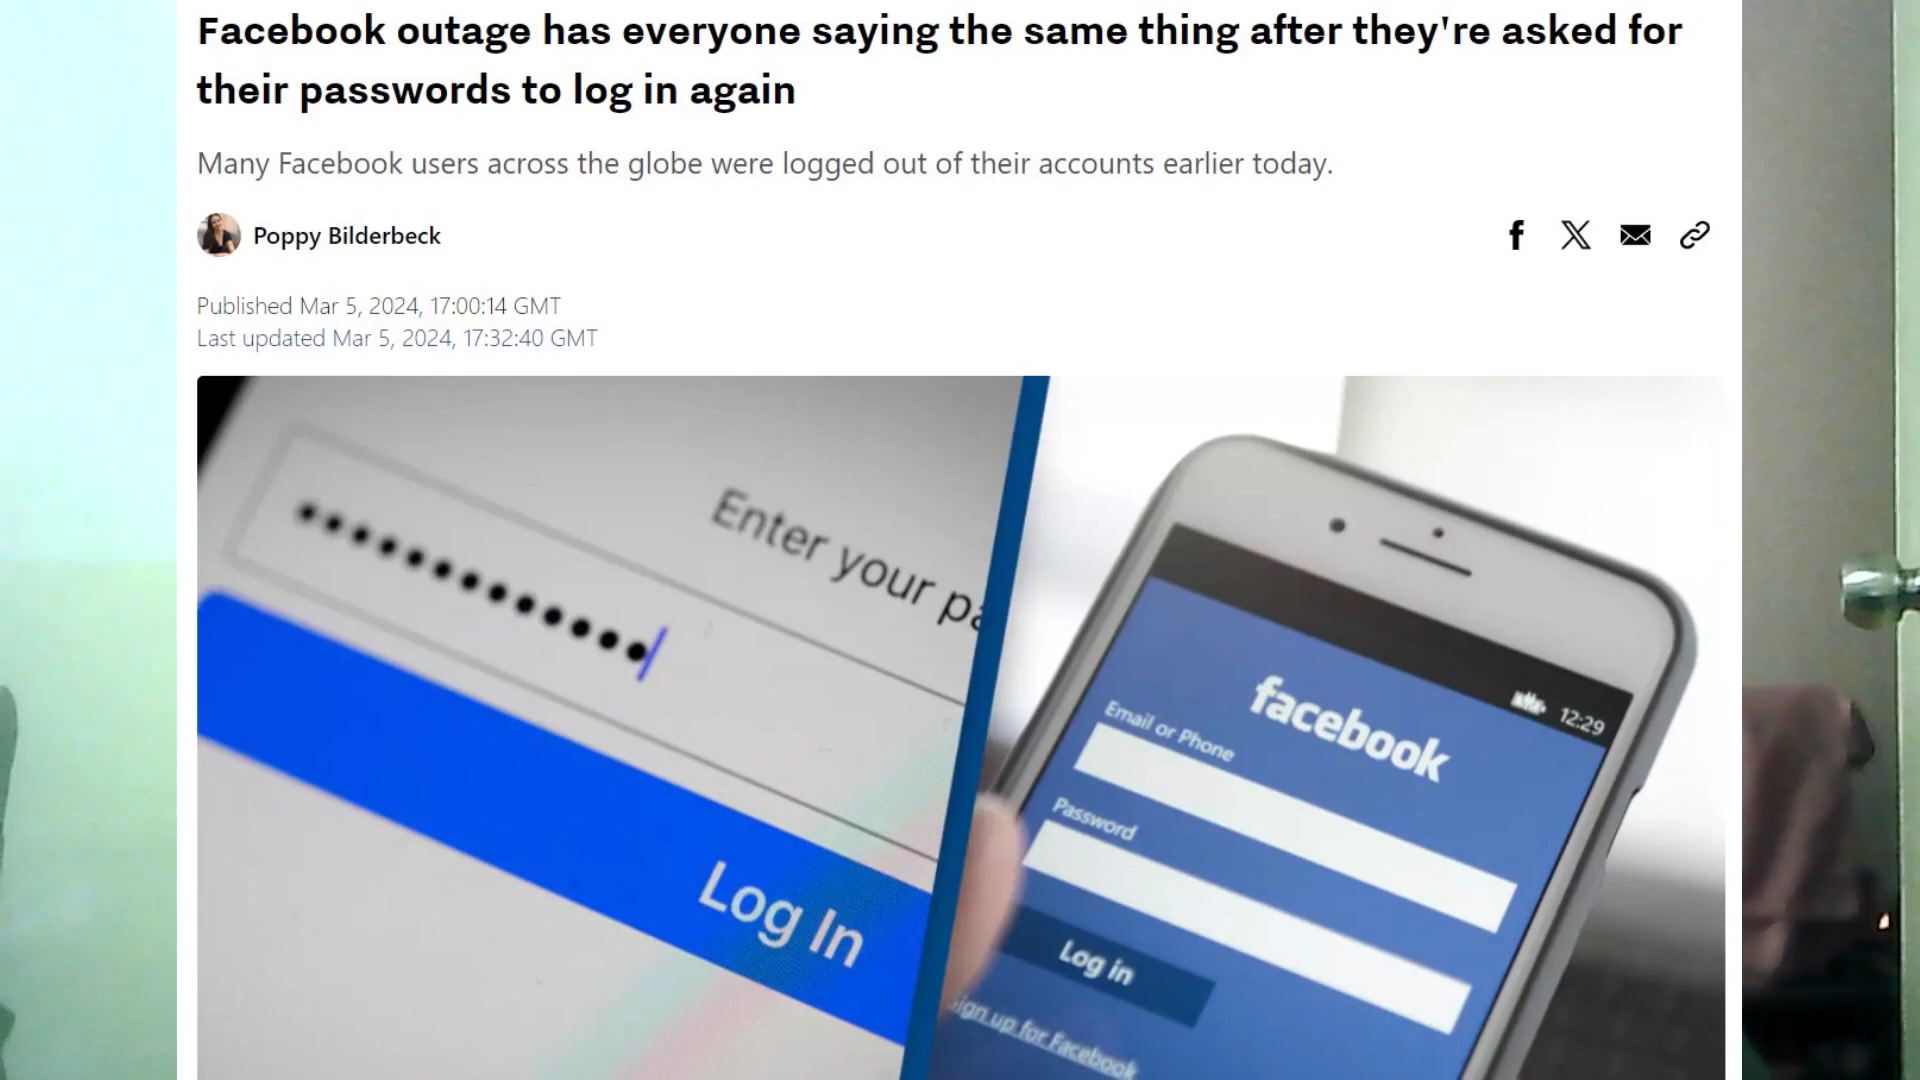 Facebook outage has everyone saying the same thing after they're asked for
their passwords to log in again
Many Facebook users across the globe were logged out of their accounts earlier today.
Poppy Bilderbeck
Published Mar 5, 2024, 17:00:14 GMT
Last updated Mar 5, 2024, 17:32:40 GMT
Enter your pa
Log In
12:29
facebook
Email or Phone
Password
Log in
Sign up for Facebook